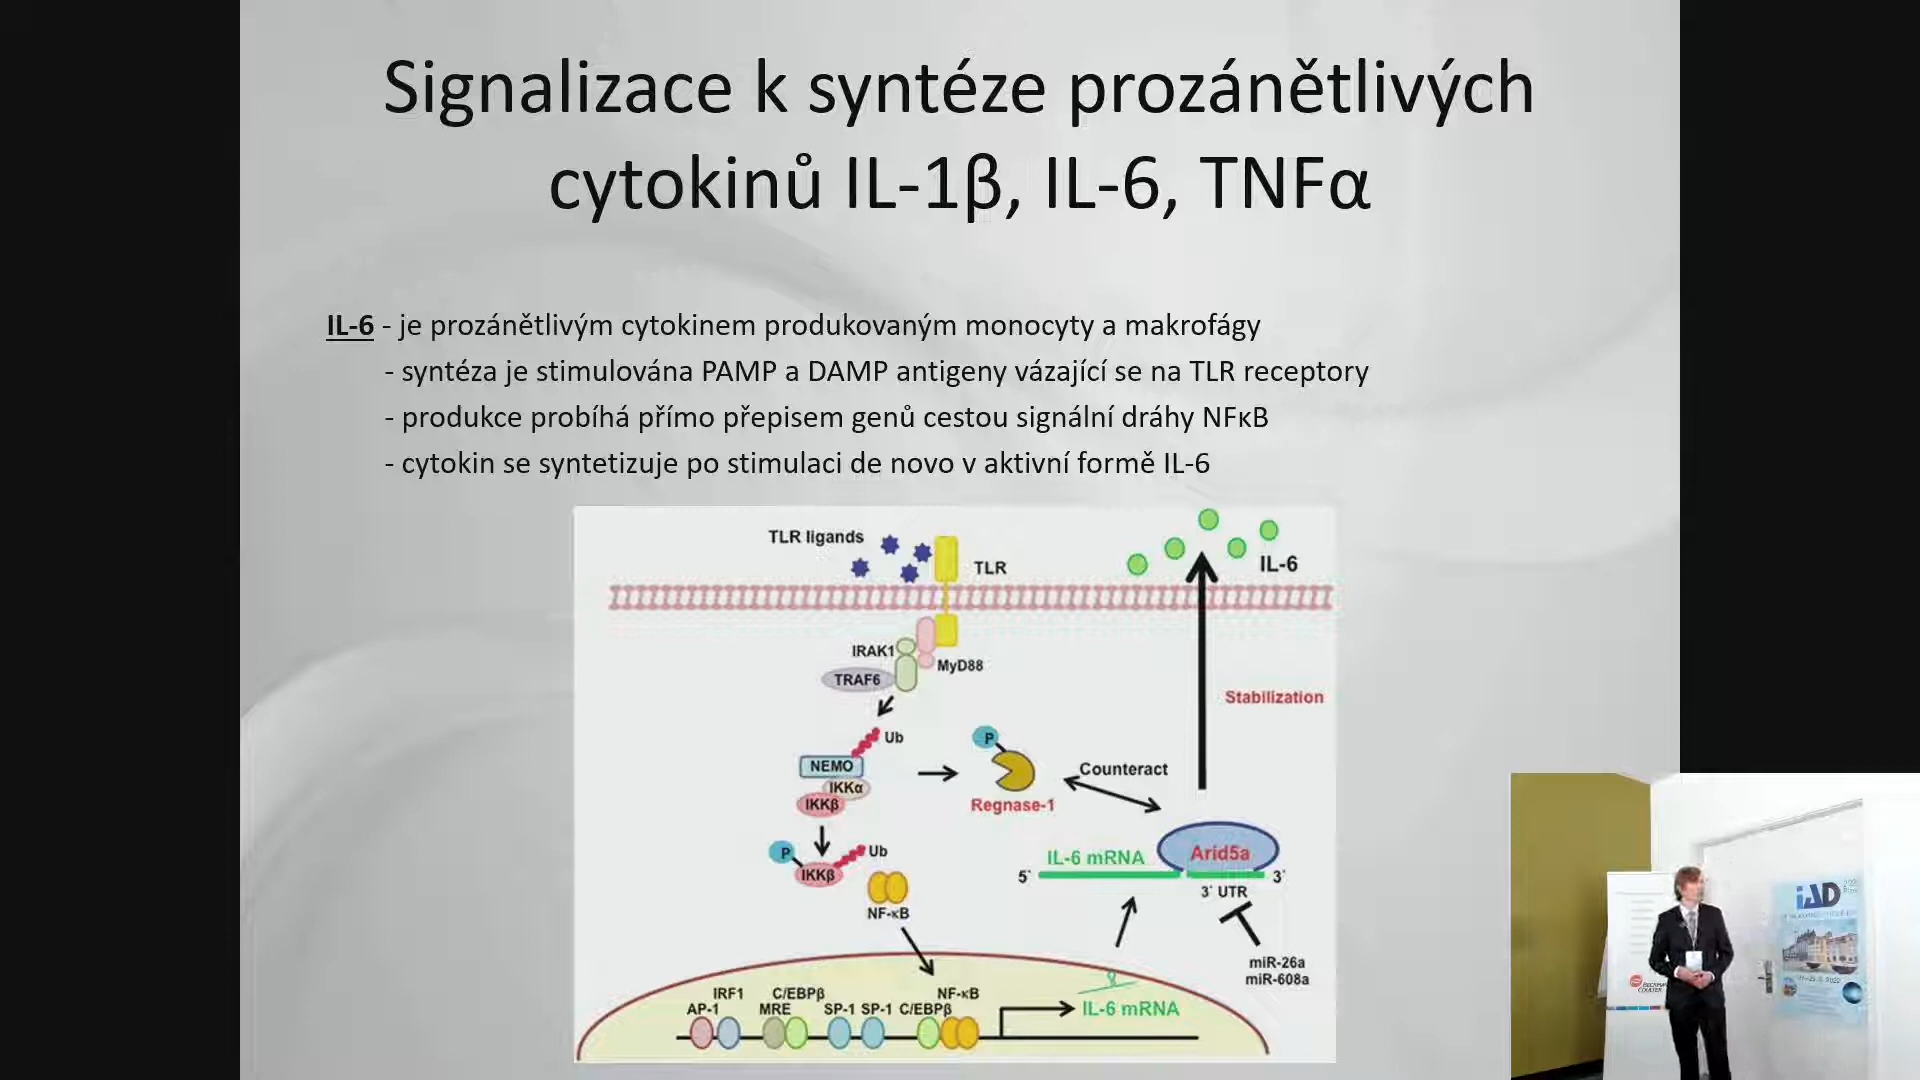 Signalizace k syntéze prozánětlivých
cytokinů IL-1β, IL-6, TNFα
IL-6 - je prozánětlivým cytokinem produkovaným monocyty a makrofágy
- syntéza je stimulována PAMP a DAMP antigeny vázající se na TLR receptory
- produkce probíhá přímo přepisem genů cestou signální dráhy NFκB
- cytokin se syntetizuje po stimulaci de novo v aktivní formě IL-6
TLR ligands
TLR
IL-6
IRAK1
MyD88
TRAF6
Stabilization
Ub
P
NEMO
IKKα
IKKβ
Regnase-1
Counteract
P
Ub
IKKβ
NF-κB
IL-6 mRNA
Arid5a
5`
3`
3` UTR
miR-26a
miR-608a
IRF1
C/EBPβ
NF-κB
AP-1
MRE
SP-1
SP-1
C/EBPβ
IL-6 mRNA
iAD
BECKMAN
COULTER